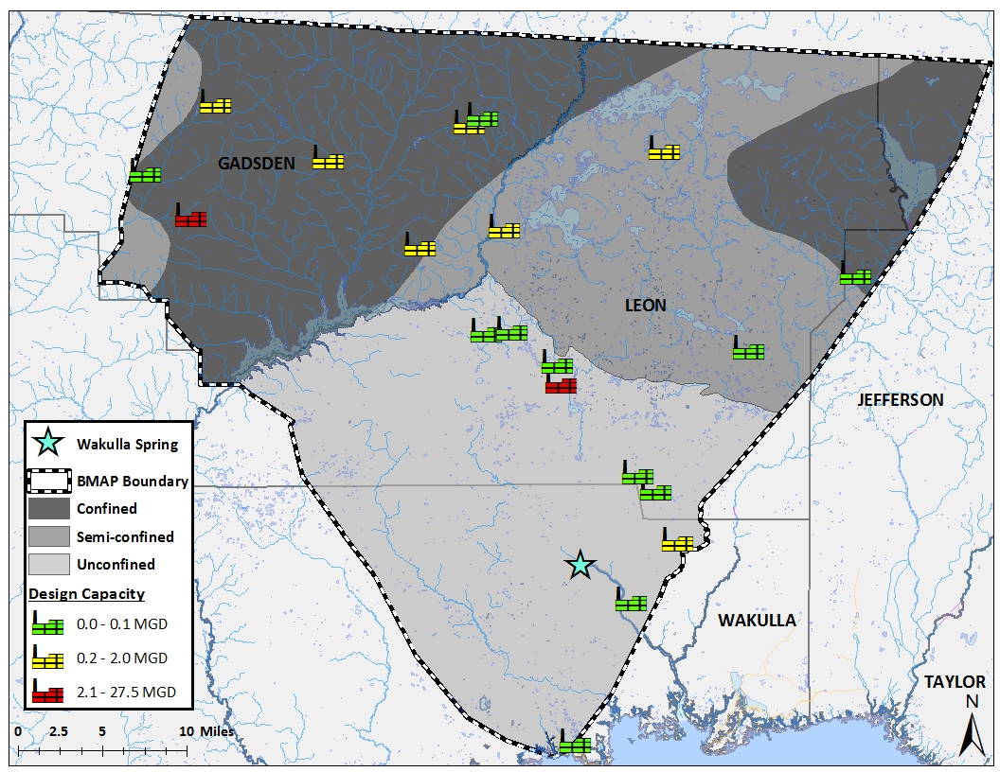 GADSDEN
LEON
JEFFERSON
WAKULLA
TAYLOR
N
Wakulla Spring
BMAP Boundary
Confined
Semi-confined
Unconfined
Design Capacity
0.0 - 0.1 MGD
0.2 - 2.0 MGD
2.1 - 27.5 MGD
0 2.5 5 10 Miles